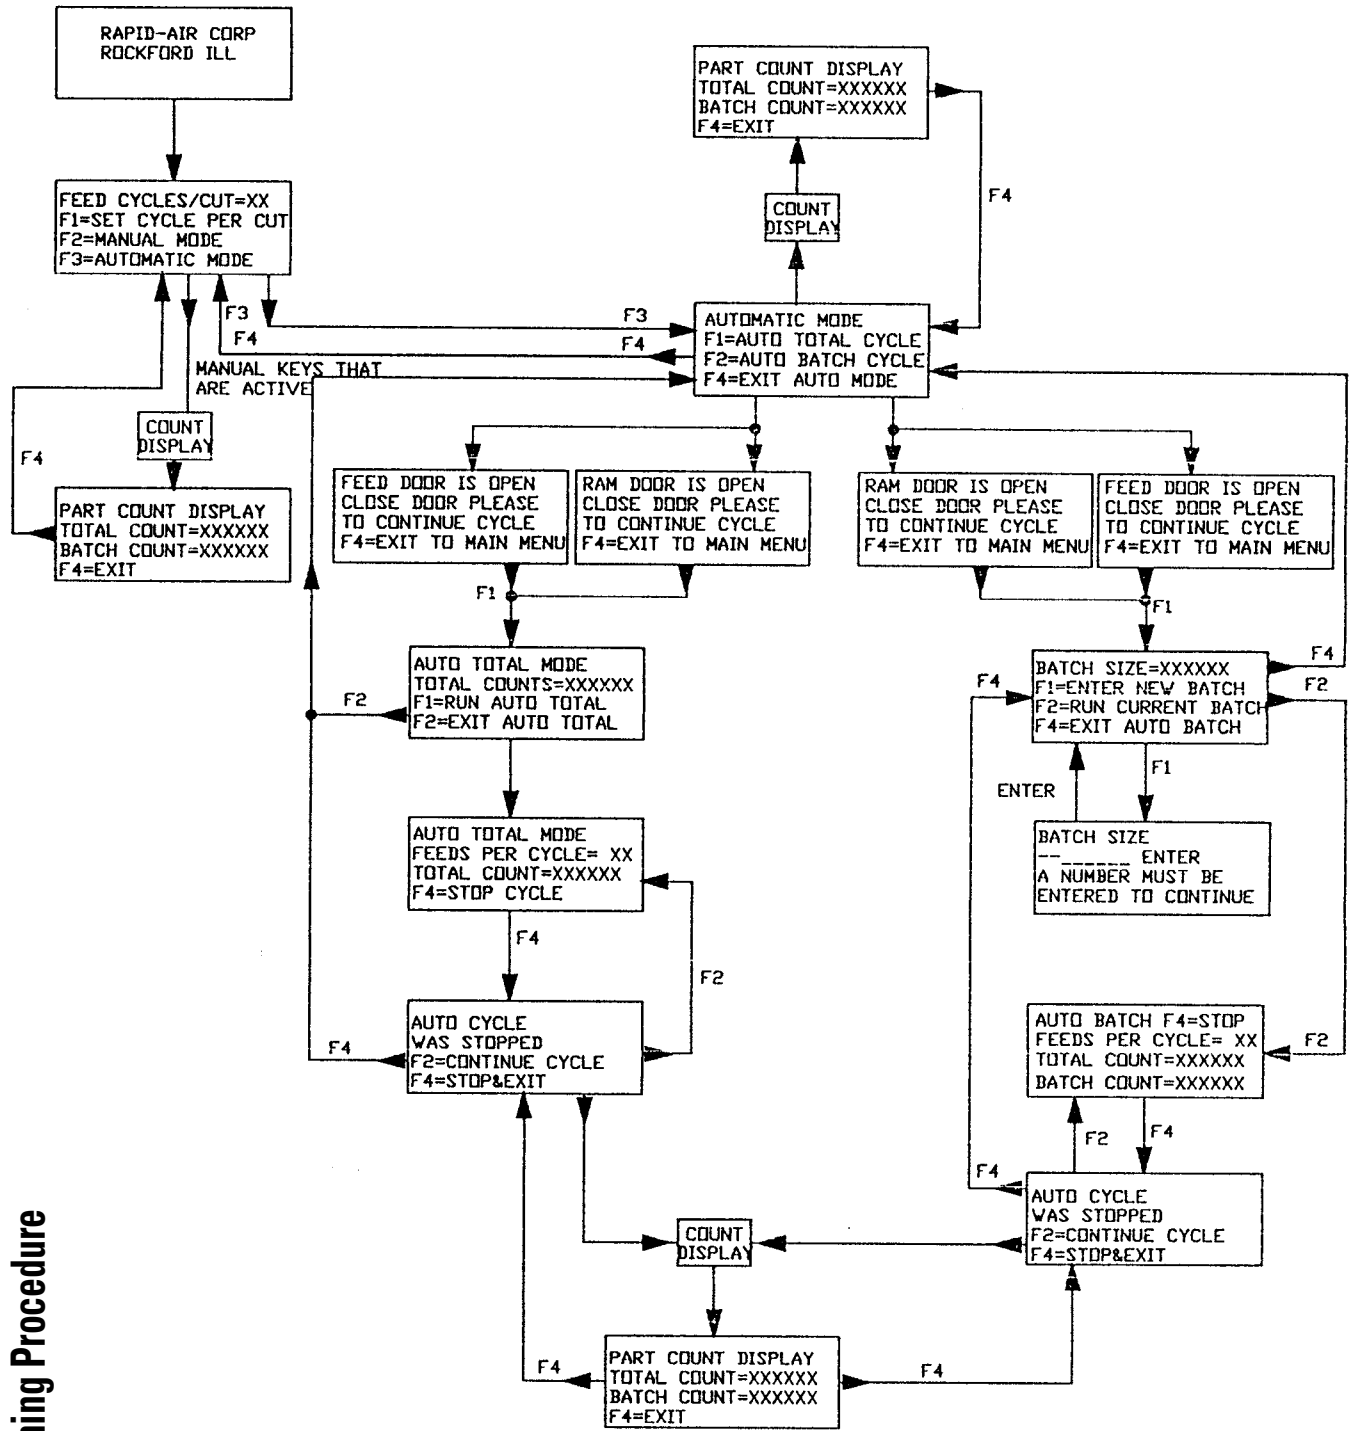 RAPID-AIR CORP
ROCKFORD ILL
PART COUNT DISPLAY
TOTAL COUNT=XXXXXX
BATCH COUNT=XXXXXX
F4=EXIT
F4
COUNT
DISPLAY
FEED CYCLES/CUT=XX
F1=SET CYCLE PER CUT
F2=MANUAL MODE
F3=AUTOMATIC MODE
F3
F4
F3
F4
AUTOMATIC MODE
F1=AUTO TOTAL CYCLE
F2=AUTO BATCH CYCLE
F4=EXIT AUTO MODE
MANUAL KEYS THAT
ARE ACTIVE
COUNT
DISPLAY
F4
PART COUNT DISPLAY
TOTAL COUNT=XXXXXX
BATCH COUNT=XXXXXX
F4=EXIT
FEED DOOR IS OPEN
CLOSE DOOR PLEASE
TO CONTINUE CYCLE
F4=EXIT TO MAIN MENU
RAM DOOR IS OPEN
CLOSE DOOR PLEASE
TO CONTINUE CYCLE
F4=EXIT TO MAIN MENU
RAM DOOR IS OPEN
CLOSE DOOR PLEASE
TO CONTINUE CYCLE
F4=EXIT TO MAIN MENU
FEED DOOR IS OPEN
CLOSE DOOR PLEASE
TO CONTINUE CYCLE
F4=EXIT TO MAIN MENU
F1
F1
AUTO TOTAL MODE
TOTAL COUNTS=XXXXXX
F1=RUN AUTO TOTAL
F2=EXIT AUTO TOTAL
F2
BATCH SIZE=XXXXXX
F1=ENTER NEW BATCH
F2=RUN CURRENT BATCH
F4=EXIT AUTO BATCH
F4
F4
F2
F1
ENTER
BATCH SIZE
--______ ENTER
A NUMBER MUST BE
ENTERED TO CONTINUE
AUTO TOTAL MODE
FEEDS PER CYCLE= XX
TOTAL COUNT=XXXXXX
F4=STOP CYCLE
F4
F2
AUTO CYCLE
WAS STOPPED
F2=CONTINUE CYCLE
F4=STOP&EXIT
F4
AUTO BATCH F4=STOP
FEEDS PER CYCLE= XX
TOTAL COUNT=XXXXXX
BATCH COUNT=XXXXXX
F2
F2
F4
F4
AUTO CYCLE
WAS STOPPED
F2=CONTINUE CYCLE
F4=STOP&EXIT
COUNT
DISPLAY
PART COUNT DISPLAY
TOTAL COUNT=XXXXXX
BATCH COUNT=XXXXXX
F4=EXIT
F4
F4
ning Procedure